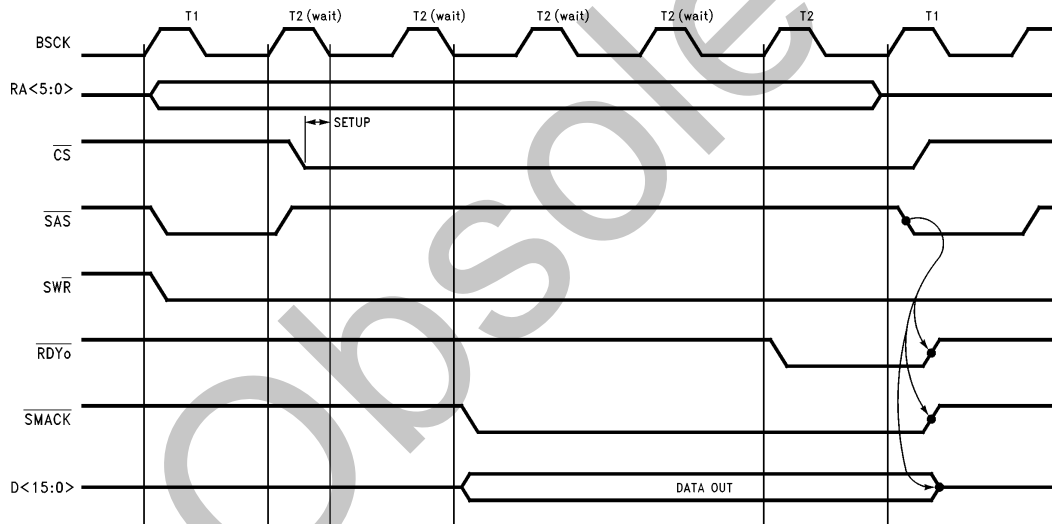 T1 T2 (wait) T2 (wait) T2 (wait) T2 (wait) T2 T1
BSCK
RA<5:0>
SETUP
CS
SAS
SWR
RDYo
SMACK
D<15:0> DATA OUT
Obsole